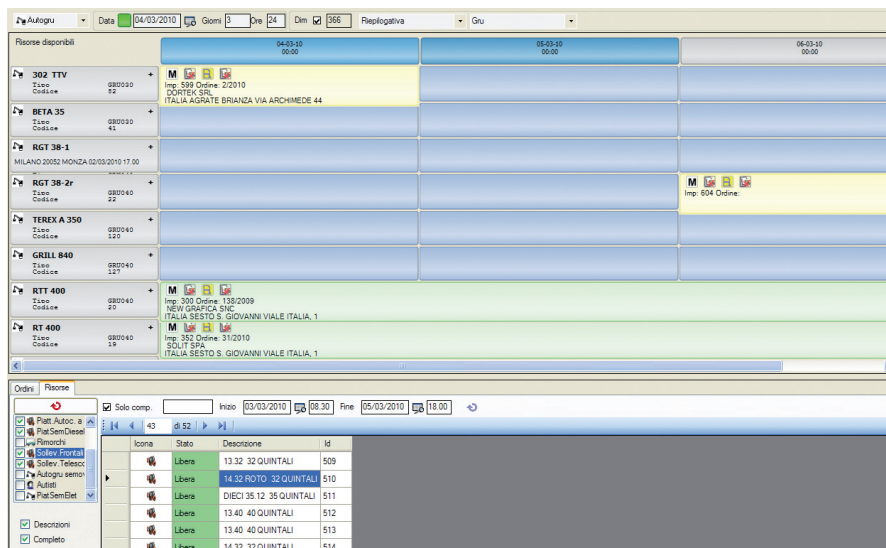 Autogru Data 04/03/2010 Giorni 3 Ore 24 Dim 366 Riepilogativa Gru
Risorse disponibili
04-03-10
00:00
05-03-10
00:00
06-03-10
00:00
302 TTV +
Tipo GRU030
Codice 82
M
Imp: 599 Ordine: 2/2010
DORTEK SRL
ITALIA AGRATE BRIANZA VIA ARCHIMEDE 44
BETA 35 +
Tipo GRU030
Codice 41
RGT 38-1 +
MILANO 20052 MONZA 02/03/2010 17.00
RGT 38-2r +
Tipo GRU040
Codice 22
M
Imp: 604 Ordine:
TEREX A 350 +
Tipo GRU040
Codice 120
GRILL 840 +
Tipo GRU040
Codice 127
RTT 400 +
Tipo GRU040
Codice 20
M
Imp: 300 Ordine: 138/2009
NEW GRAFICA SNC
ITALIA SESTO S. GIOVANNI VIALE ITALIA, 1
RT 400 +
Tipo GRU040
Codice 19
M
Imp: 352 Ordine: 31/2010
SOLIT SPA
ITALIA SESTO S. GIOVANNI VIALE ITALIA, 1
Ordini Risorse
Solo comp. Inizio 03/03/2010 08.30 Fine 05/03/2010 18.00
43 di 52
Piatt.Autoc. a
PiatSemDiesel
Rimorchi
Sollev.Frontali
Sollev.Telesco
Autogru semov
Autisti
PiatSemElet
Descrizioni
Completo
Icona Stato Descrizione Id
Libera 13.32 32 QUINTALI 509
Libera 14.32 ROTO 32 QUINTALI 510
Libera DIECI 35.12 35 QUINTALI 511
Libera 13.40 40 QUINTALI 512
Libera 13.40 40 QUINTALI 513
Libera 14.32 32 QUINTALI 514